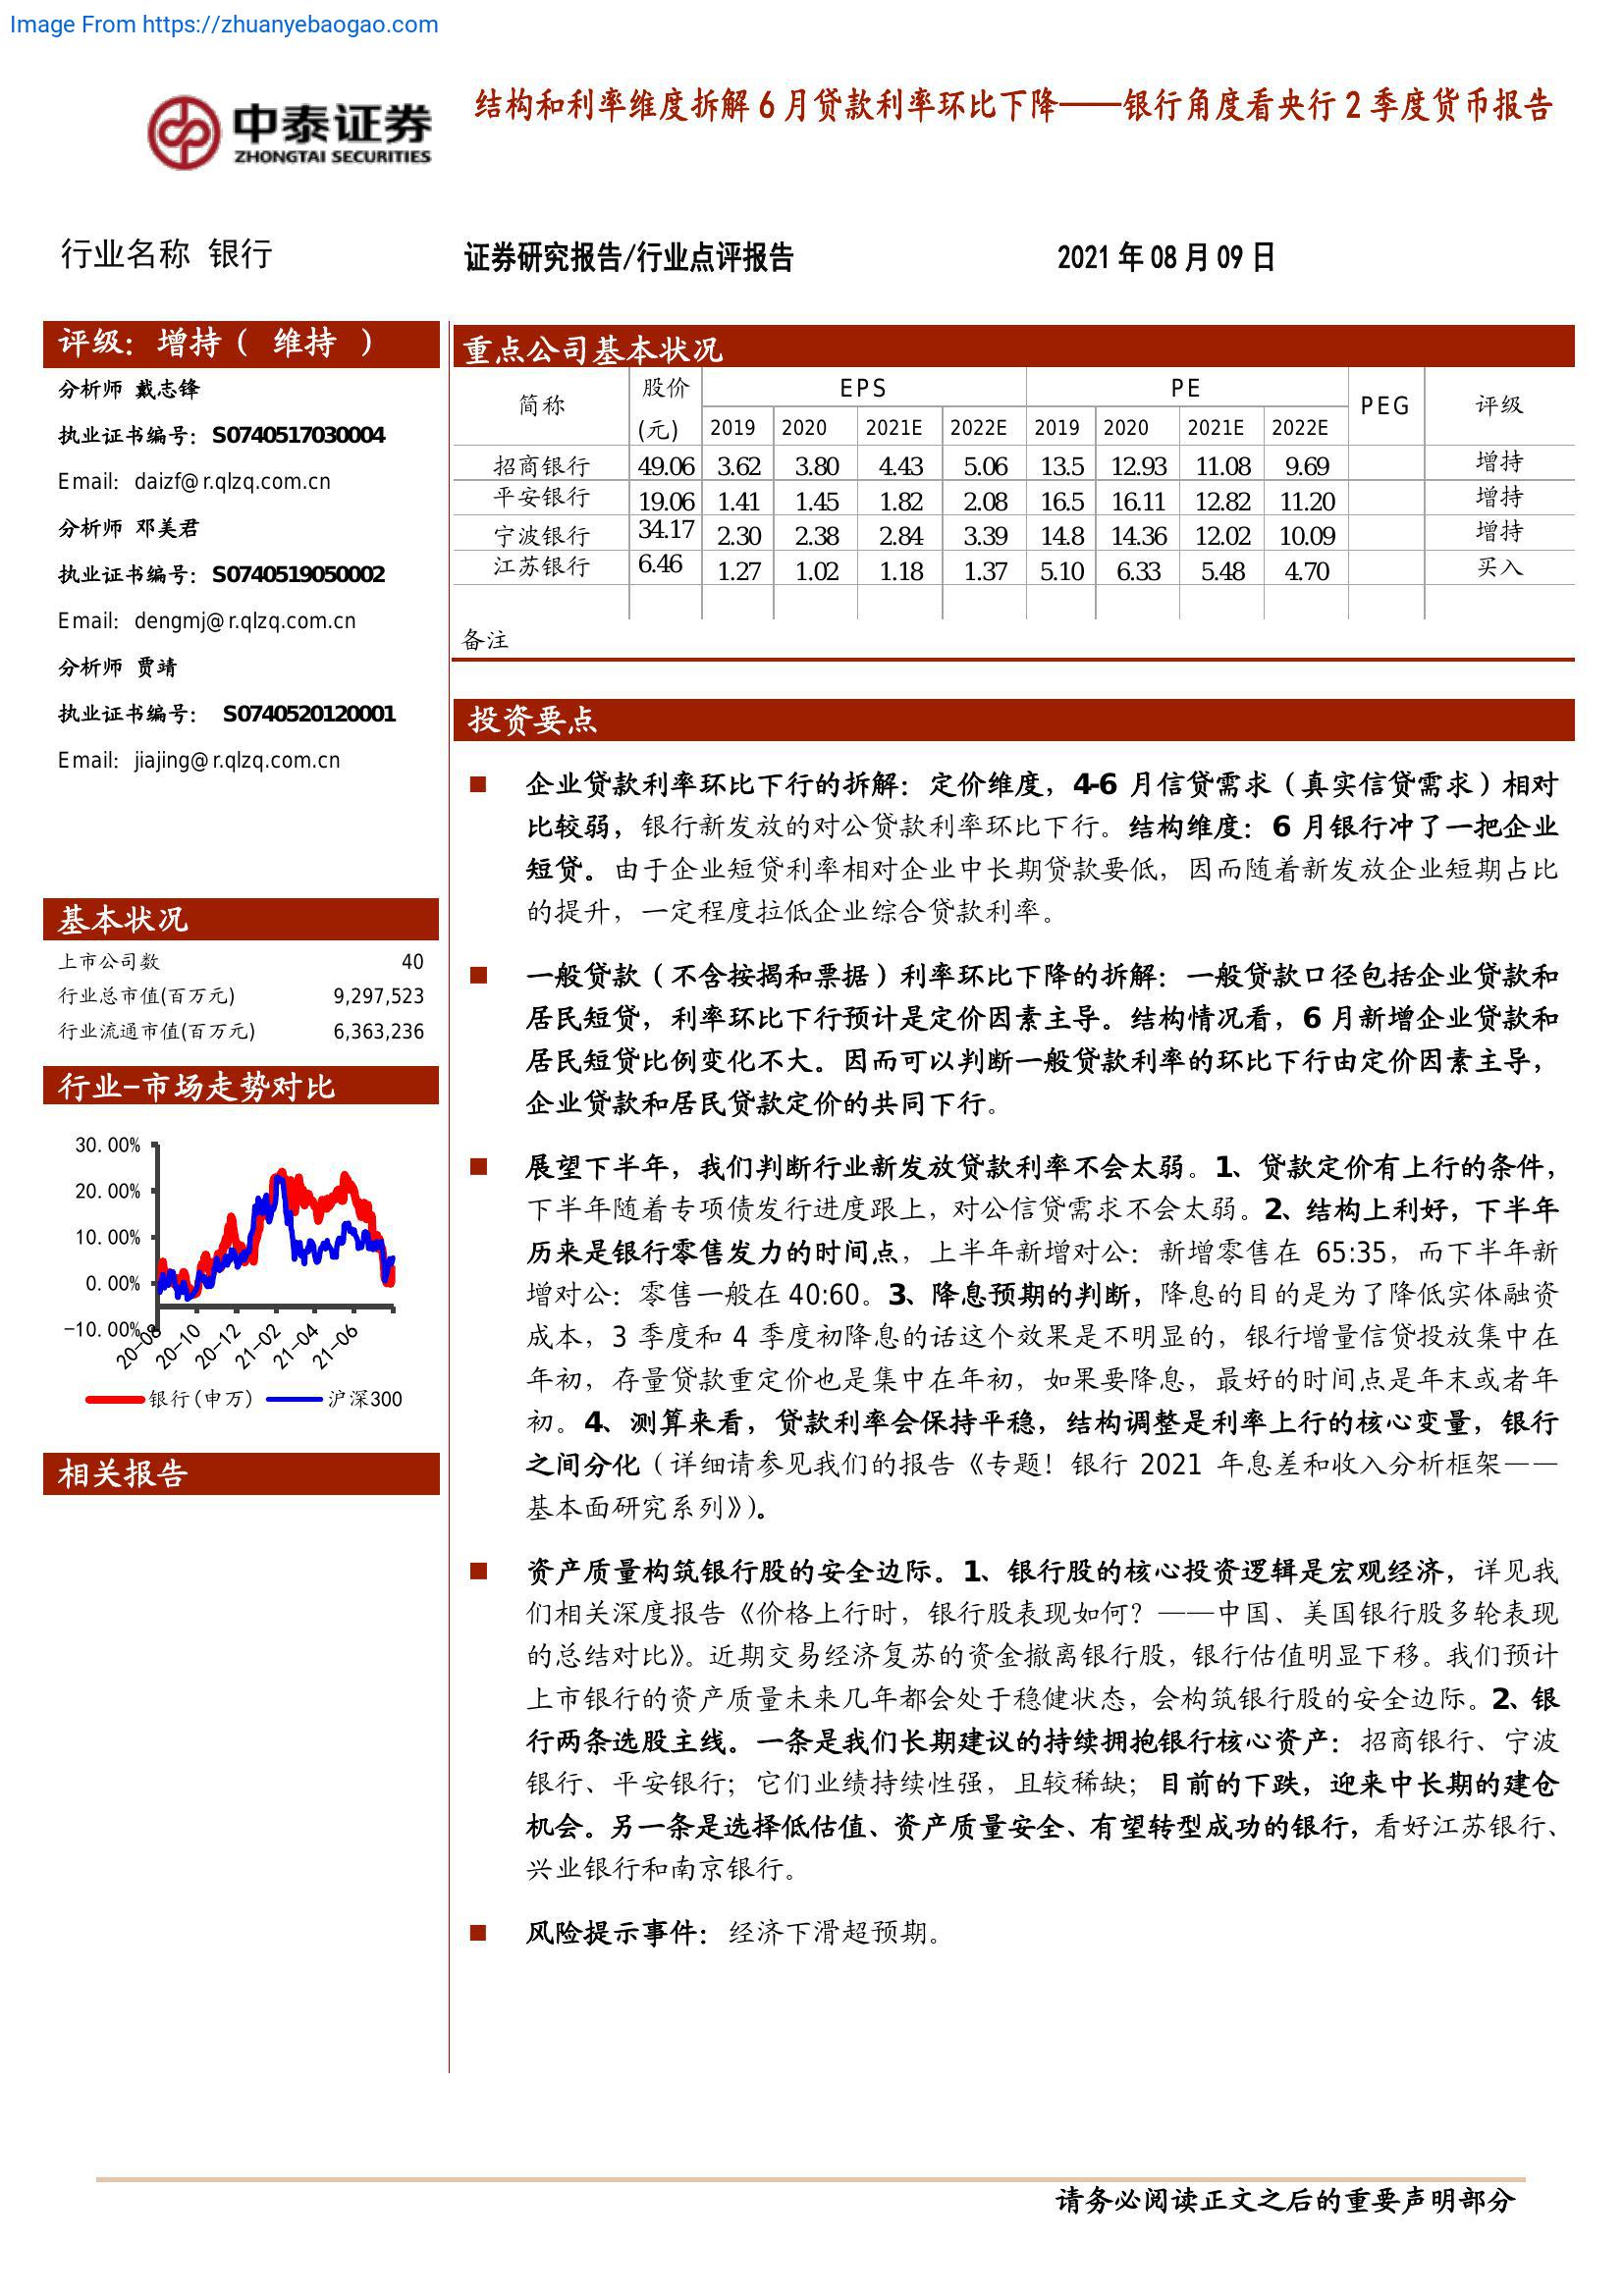 Image From https://zhuanyebaogao.com
中泰证券
ZHONGTAI SECURITIES
结构和利率维度拆解 6 月贷款利率环比下降——银行角度看央行 2 季度货币报告
行业名称 银行
证券研究报告/行业点评报告
2021 年 08 月 09 日
评级：增持（ 维持 ）
分析师 戴志锋
执业证书编号：S0740517030004
Email：daizf@r.qlzq.com.cn
分析师 邓美君
执业证书编号：S0740519050002
Email：dengmj@r.qlzq.com.cn
分析师 贾靖
执业证书编号： S0740520120001
Email：jiajing@r.qlzq.com.cn
基本状况
上市公司数 40
行业总市值(百万元) 9,297,523
行业流通市值(百万元) 6,363,236
行业-市场走势对比
30.00%
20.00%
10.00%
0.00%
-10.00%
20-08 20-10 20-12 21-02 21-04 21-06
银行(申万) 沪深300
相关报告
重点公司基本状况
简称 股价 EPS PE PEG 评级
(元) 2019 2020 2021E 2022E 2019 2020 2021E 2022E
招商银行 49.06 3.62 3.80 4.43 5.06 13.5 12.93 11.08 9.69 增持
平安银行 19.06 1.41 1.45 1.82 2.08 16.5 16.11 12.82 11.20 增持
宁波银行 34.17 2.30 2.38 2.84 3.39 14.8 14.36 12.02 10.09 增持
江苏银行 6.46 1.27 1.02 1.18 1.37 5.10 6.33 5.48 4.70 买入
备注
投资要点
企业贷款利率环比下行的拆解：定价维度，4-6 月信贷需求（真实信贷需求）相对
比较弱，银行新发放的对公贷款利率环比下行。结构维度：6 月银行冲了一把企业
短贷。由于企业短贷利率相对企业中长期贷款要低，因而随着新发放企业短期占比
的提升，一定程度拉低企业综合贷款利率。
一般贷款（不含按揭和票据）利率环比下降的拆解：一般贷款口径包括企业贷款和
居民短贷，利率环比下行预计是定价因素主导。结构情况看，6 月新增企业贷款和
居民短贷比例变化不大。因而可以判断一般贷款利率的环比下行由定价因素主导，
企业贷款和居民贷款定价的共同下行。
展望下半年，我们判断行业新发放贷款利率不会太弱。1、贷款定价有上行的条件，
下半年随着专项债发行进度跟上，对公信贷需求不会太弱。2、结构上利好，下半年
历来是银行零售发力的时间点，上半年新增对公：新增零售在 65:35，而下半年新
增对公：零售一般在 40:60。3、降息预期的判断，降息的目的是为了降低实体融资
成本，3 季度和 4 季度初降息的话这个效果是不明显的，银行增量信贷投放集中在
年初，存量贷款重定价也是集中在年初，如果要降息，最好的时间点是年末或者年
初。4、测算来看，贷款利率会保持平稳，结构调整是利率上行的核心变量，银行
之间分化（详细请参见我们的报告《专题！银行 2021 年息差和收入分析框架——
基本面研究系列》）。
资产质量构筑银行股的安全边际。1、银行股的核心投资逻辑是宏观经济，详见我
们相关深度报告《价格上行时，银行股表现如何？——中国、美国银行股多轮表现
的总结对比》。近期交易经济复苏的资金撤离银行股，银行估值明显下移。我们预计
上市银行的资产质量未来几年都会处于稳健状态，会构筑银行股的安全边际。2、银
行两条选股主线。一条是我们长期建议的持续拥抱银行核心资产：招商银行、宁波
银行、平安银行；它们业绩持续性强，且较稀缺；目前的下跌，迎来中长期的建仓
机会。另一条是选择低估值、资产质量安全、有望转型成功的银行，看好江苏银行、
兴业银行和南京银行。
风险提示事件：经济下滑超预期。
请务必阅读正文之后的重要声明部分